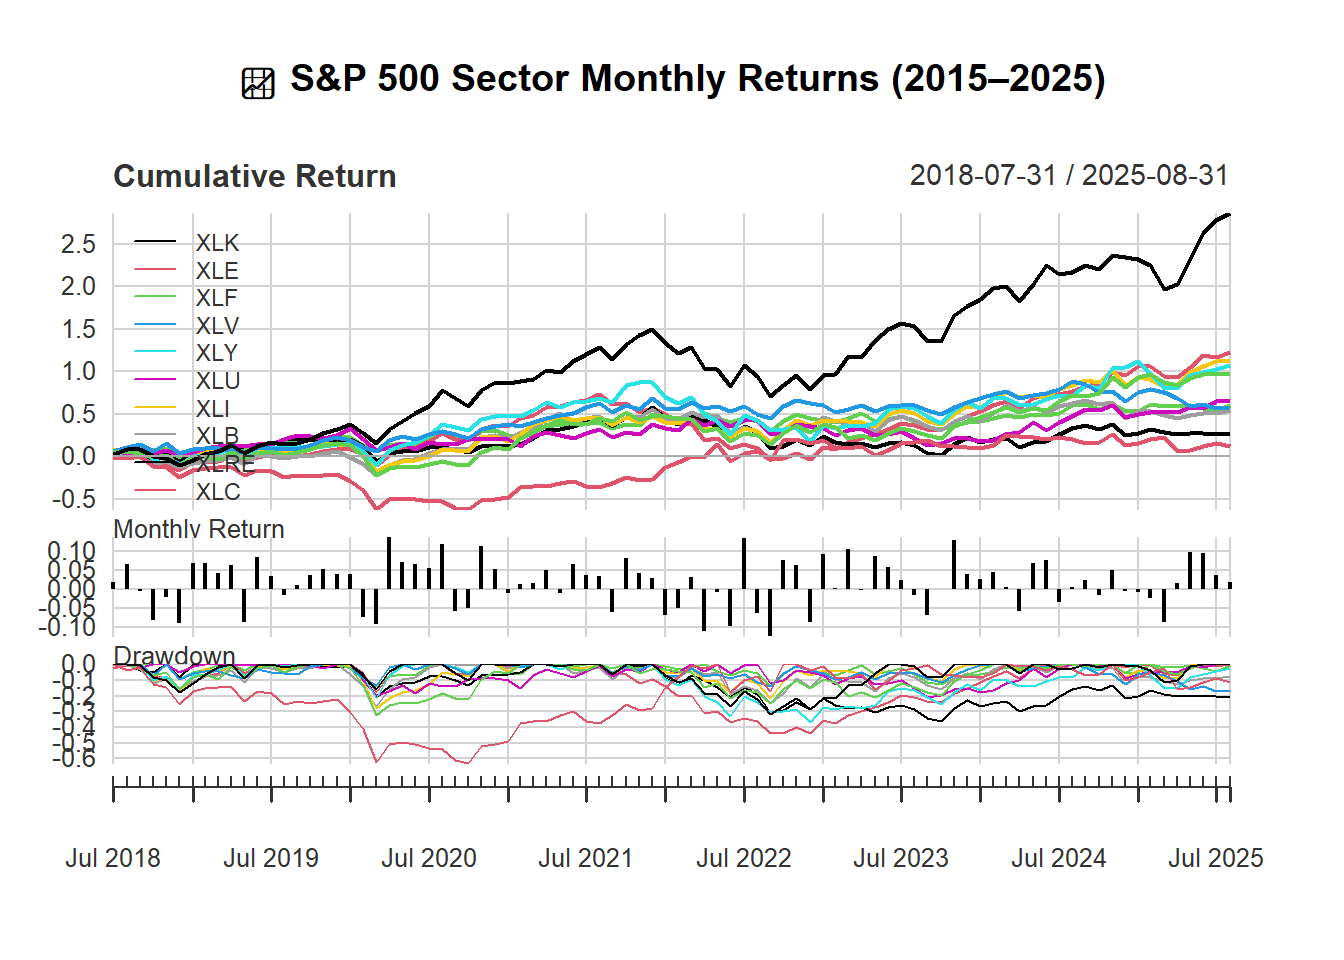 S&P 500 Sector Monthly Returns (2015–2025)
Cumulative Return 2018-07-31 / 2025-08-31
2.5
2.0
1.5
1.0
0.5
0.0
-0.5
XLK
XLE
XLF
XLV
XLY
XLU
XLI
XLB
XLRE
XLC
Monthly Return
0.10
0.05
0.00
-0.05
-0.10
Drawdown
0.0
-0.1
-0.2
-0.3
-0.4
-0.5
-0.6
Jul 2018 Jul 2019 Jul 2020 Jul 2021 Jul 2022 Jul 2023 Jul 2024 Jul 2025